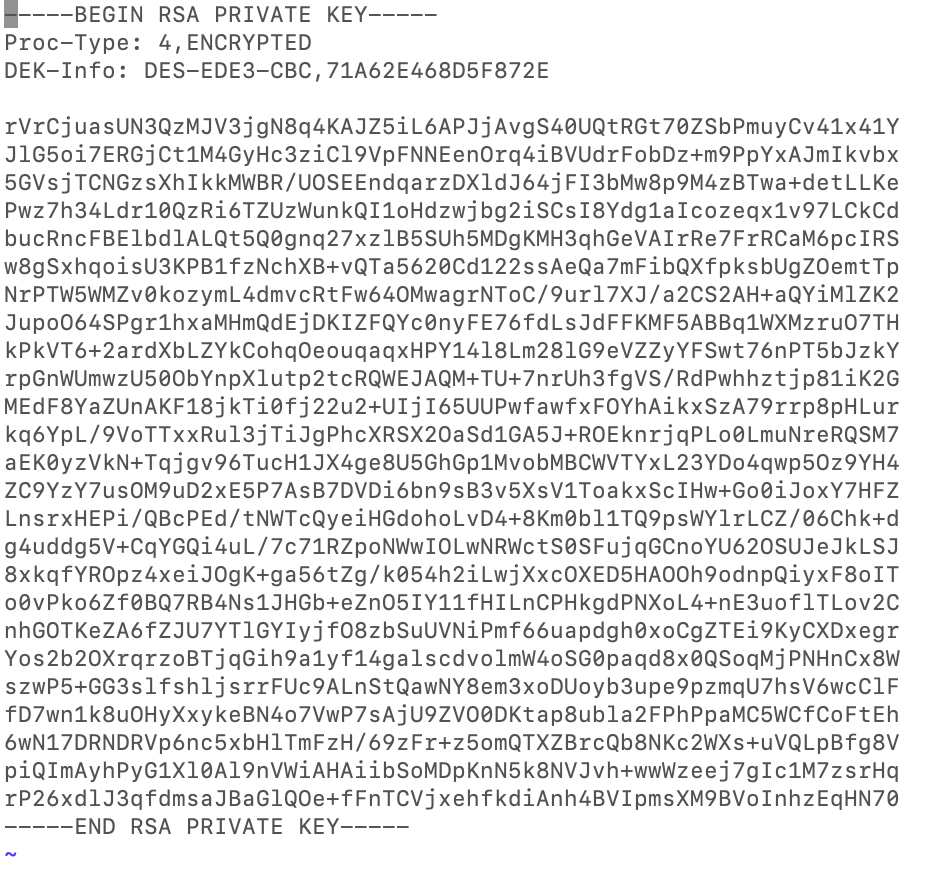 -----BEGIN RSA PRIVATE KEY-----
Proc-Type: 4,ENCRYPTED
DEK-Info: DES-EDE3-CBC,71A62E468D5F872E

rVrCjuasUN3QzMJV3jgN8q4KAJZ5iL6APJjAvgS40UQtRGt70ZSbPmuyCv41x41Y
JlG5oi7ERGjCt1M4GyHc3ziCl9VpFNNEenOrq4iBVUdrFobDz+m9PpYxAJmIkvbx
5GVsjTCNGzsXhIkkMWBR/UOSEEndqarzDXldJ64jFI3bMw8p9M4zBTwa+detLLKe
Pwz7h34Ldr10QzRi6TZUzWunkQI1oHdzwjbg2iSCsI8Ydg1aIcozeqx1v97LCkCd
bucRncFBElbdlALQt5Q0gnq27xzlB5SUh5MDgKMH3qhGeVAIrRe7FrRCaM6pcIRS
w8gSxhqoisU3KPB1fzNchXB+vQTa5620Cd122ssAeQa7mFibQXfpksbUgZOemtTp
NrPTW5WMZv0kozymL4dmvcRtFw64OMwagrNToC/9url7XJ/a2CS2AH+aQYiMlZK2
JupoO64SPgr1hxaMHmQdEjDKIZFQYc0nyFE76fdLsJdFFKMF5ABBq1WXMzruO7TH
kPkVT6+2ardXbLZYkCohqOeouqaqxHPY14l8Lm28lG9eVZZyYFSwt76nPT5bJzkY
rpGnWUmwzU50ObYnpXlutp2tcRQWEJAQM+TU+7nrUh3fgVS/RdPwhhztjp81iK2G
MEdF8YaZUnAKF18jkTi0fj22u2+UIjI65UUPwfawfxFOYhAikxSzA79rrp8pHLur
kq6YpL/9VoTTxxRul3jTiJgPhcXRSX2OaSd1GA5J+ROEknrjqPLo0LmuNreRQSM7
aEK0yzVkN+Tqjgv96TucH1JX4ge8U5GhGp1MvobMBCWVTYxL23YDo4qwp5Oz9YH4
ZC9YzY7usOM9uD2xE5P7AsB7DVDi6bn9sB3v5XsV1ToakxScIHw+Go0iJoxY7HFZ
LnsrxHEPi/QBcPEd/tNWTcQyeiHGdohoLvD4+8Km0bl1TQ9psWYlrLCZ/06Chk+d
g4uddg5V+CqYGQi4uL/7c71RZpoNWwIOLwNRWctS0SFujqGCnoYU62OSUJeJkLSJ
8xkqfYROpz4xeiJOgK+ga56tZg/k054h2iLwjXxcOXED5HAOOh9odnpQiyxF8oIT
o0vPko6Zf0BQ7RB4Ns1JHGb+eZnO5IY11fHILnCPHkgdPNXoL4+nE3uoflTLov2C
nhGOTKeZA6fZJU7YTlGYIyjfO8zbSuUVNiPmf66uapdgh0xoCgZTEi9KyCXDxegr
Yos2b2OXrqrzoBTjqGih9a1yf14galscdvolmW4oSG0paqd8x0QSoqMjPNHnCx8W
szwP5+GG3slfshljsrrFUc9ALnStQawNY8em3xoDUoyb3upe9pzmqU7hsV6wcClF
fD7wn1k8uOHyXxykeBN4o7VwP7sAjU9ZVO0DKtap8ubla2FPhPpaMC5WCfCoFtEh
6wN17DRNDRVp6nc5xbHlTmFzH/69zFr+z5omQTXZBrcQb8NKc2WXs+uVQLpBfg8V
piQImAyhPyG1Xl0Al9nVWiAHAiibSoMDpKnN5k8NVJvh+wwWzeej7gIc1M7zsrHq
rP26xdlJ3qfdmsaJBaGlQOe+fFnTCVjxehfkdiAnh4BVIpmsXM9BVoInhzEqHN70
-----END RSA PRIVATE KEY-----
~